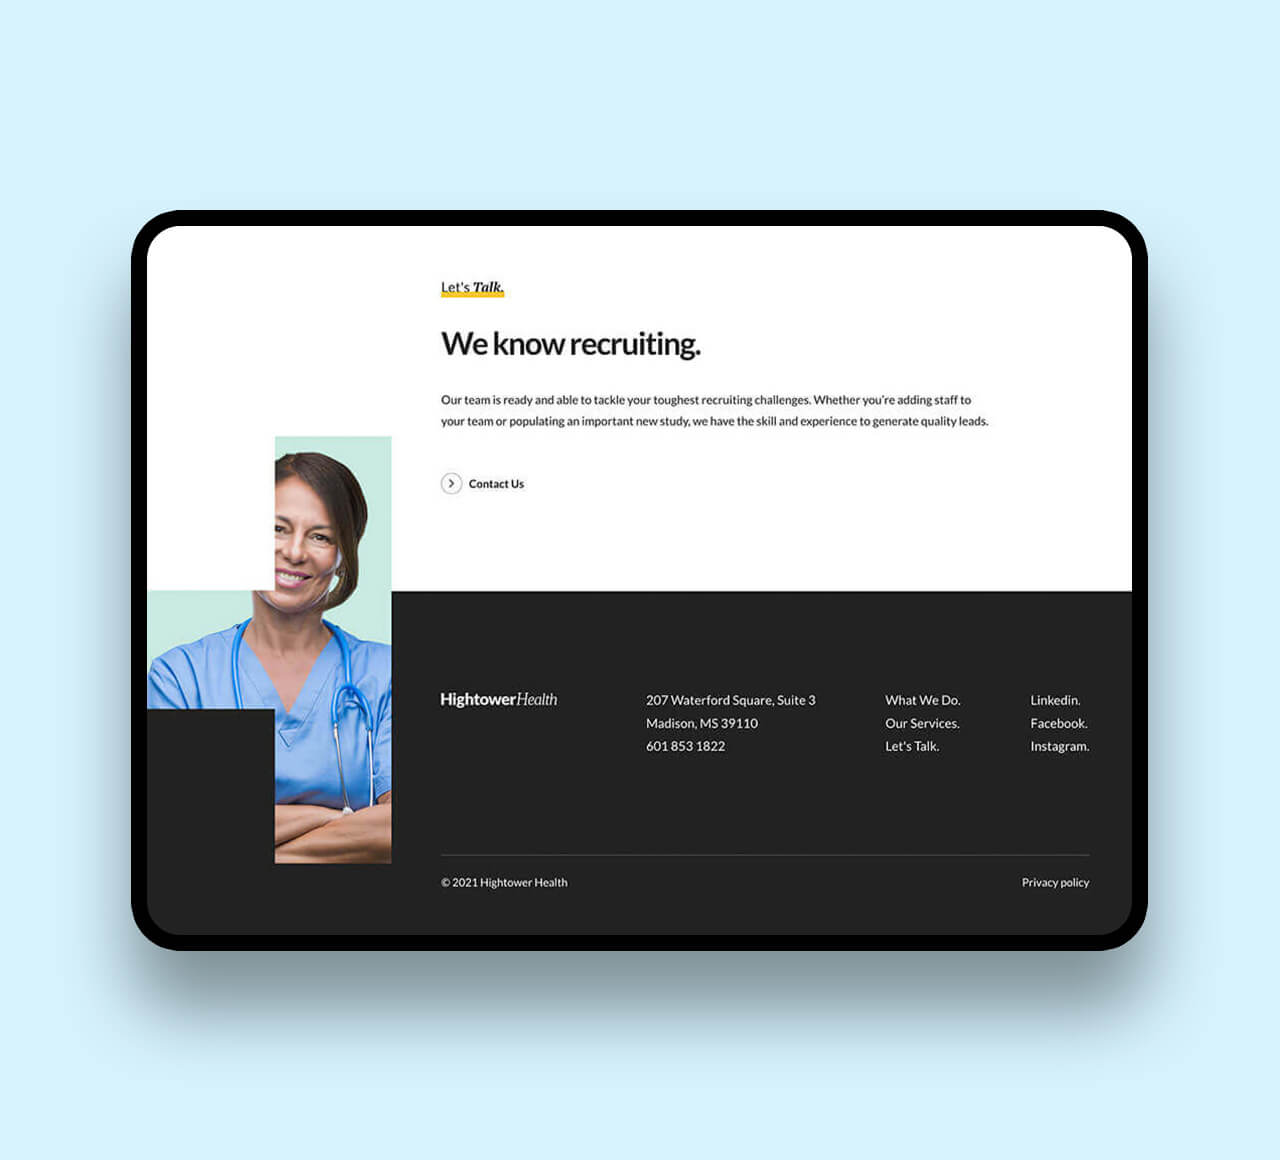 Let's Talk.
We know recruiting.
Our team is ready and able to tackle your toughest recruiting challenges. Whether you're adding staff to
your team or populating an important new study, we have the skill and experience to generate quality leads.
Contact Us
HightowerHealth
207 Waterford Square, Suite 3
Madison, MS 39110
601 853 1822
What We Do.
Our Services.
Let's Talk.
Linkedin.
Facebook.
Instagram.
© 2021 Hightower Health
Privacy policy